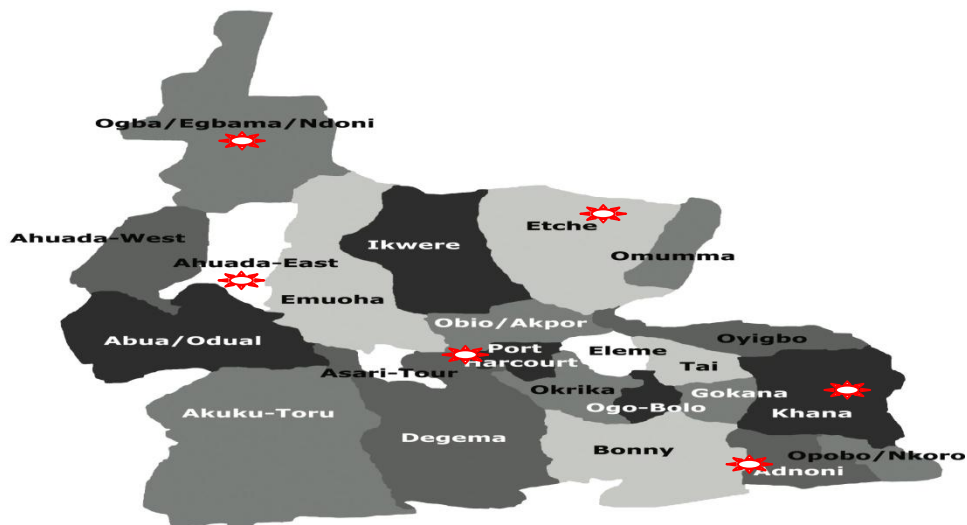 Ogba/Egbama/Ndoni
Etche
Ahuada-West
Ikwere
Omumma
Ahuada-East
Emuoha
Obio/Akpor
Abua/Odual
Oyigbo
Port
Harcourt
Eleme
Tai
Asari-Tour
Okrika
Gokana
Akuku-Toru
Ogo-Bolo
Khana
Degema
Bonny
Opobo/Nkoro
Adnoni